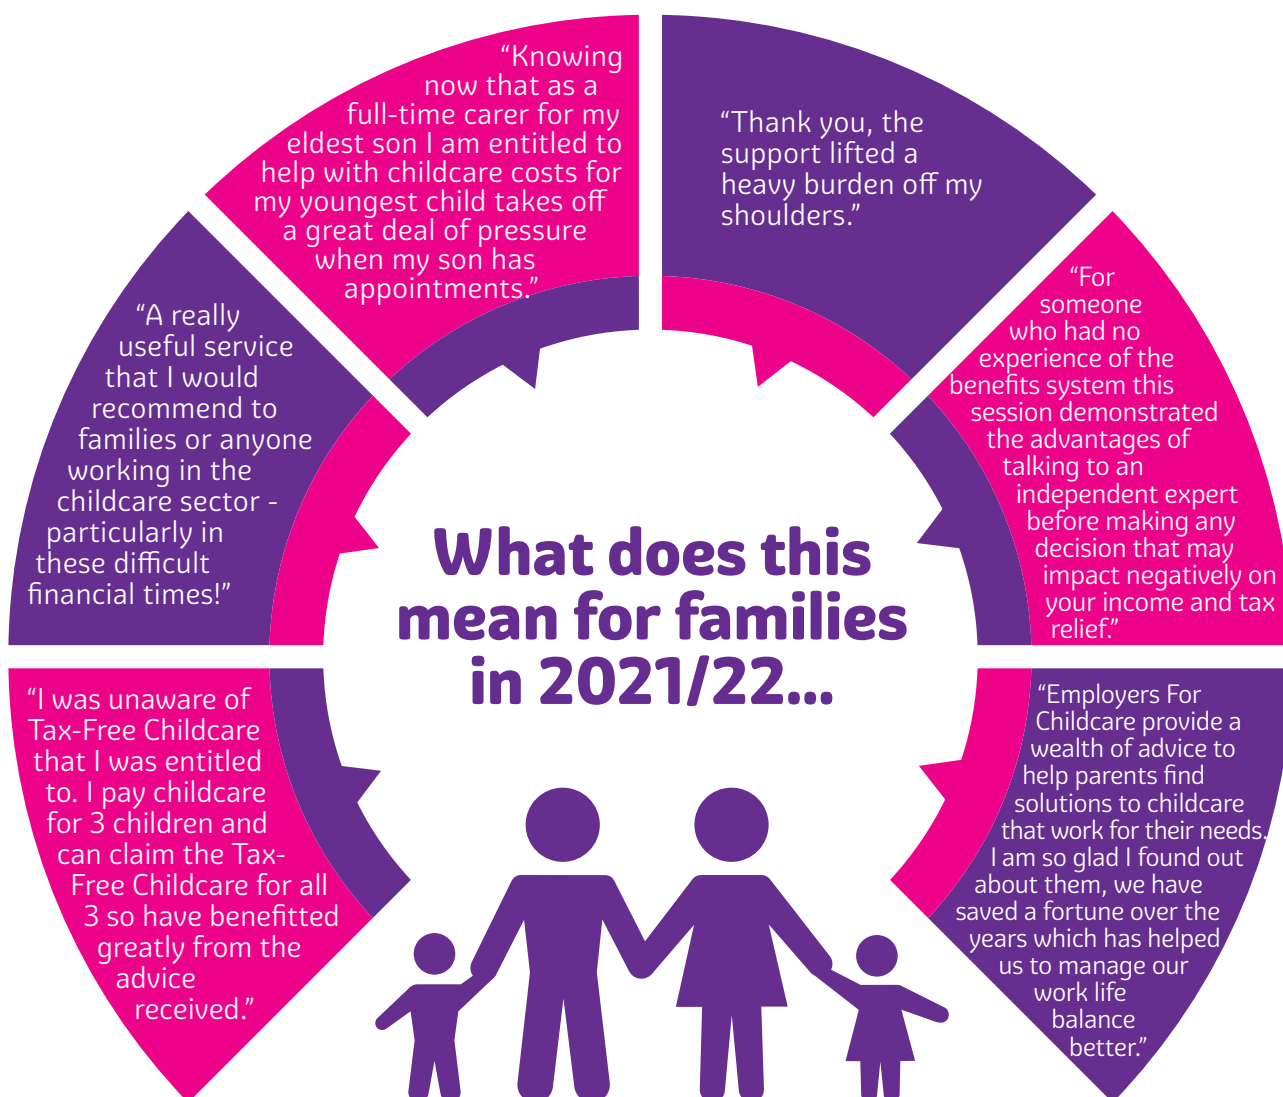 “Knowing
now that as a
full-time carer for my
eldest son I am entitled to
help with childcare costs for
my youngest child takes off
a great deal of pressure
when my son has
appointments.”
“Thank you, the
support lifted a
heavy burden off my
shoulders.”
“A really
useful service
that I would
recommend to
families or anyone
working in the
childcare sector -
particularly in
these difficult
financial times!”
“For
someone
who had no
experience of the
benefits system this
session demonstrated
the advantages of
talking to an
independent expert
before making any
decision that may
impact negatively on
your income and tax
relief.”
What does this
mean for families
in 2021/22...
“I was unaware of
Tax-Free Childcare
that I was entitled
to. I pay childcare
for 3 children and
can claim the Tax-
Free Childcare for all
3 so have benefitted
greatly from the
advice
received.”
“Employers For
Childcare provide a
wealth of advice to
help parents find
solutions to childcare
that work for their needs.
I am so glad I found out
about them, we have
saved a fortune over the
years which has helped
us to manage our
work life
balance
better.”